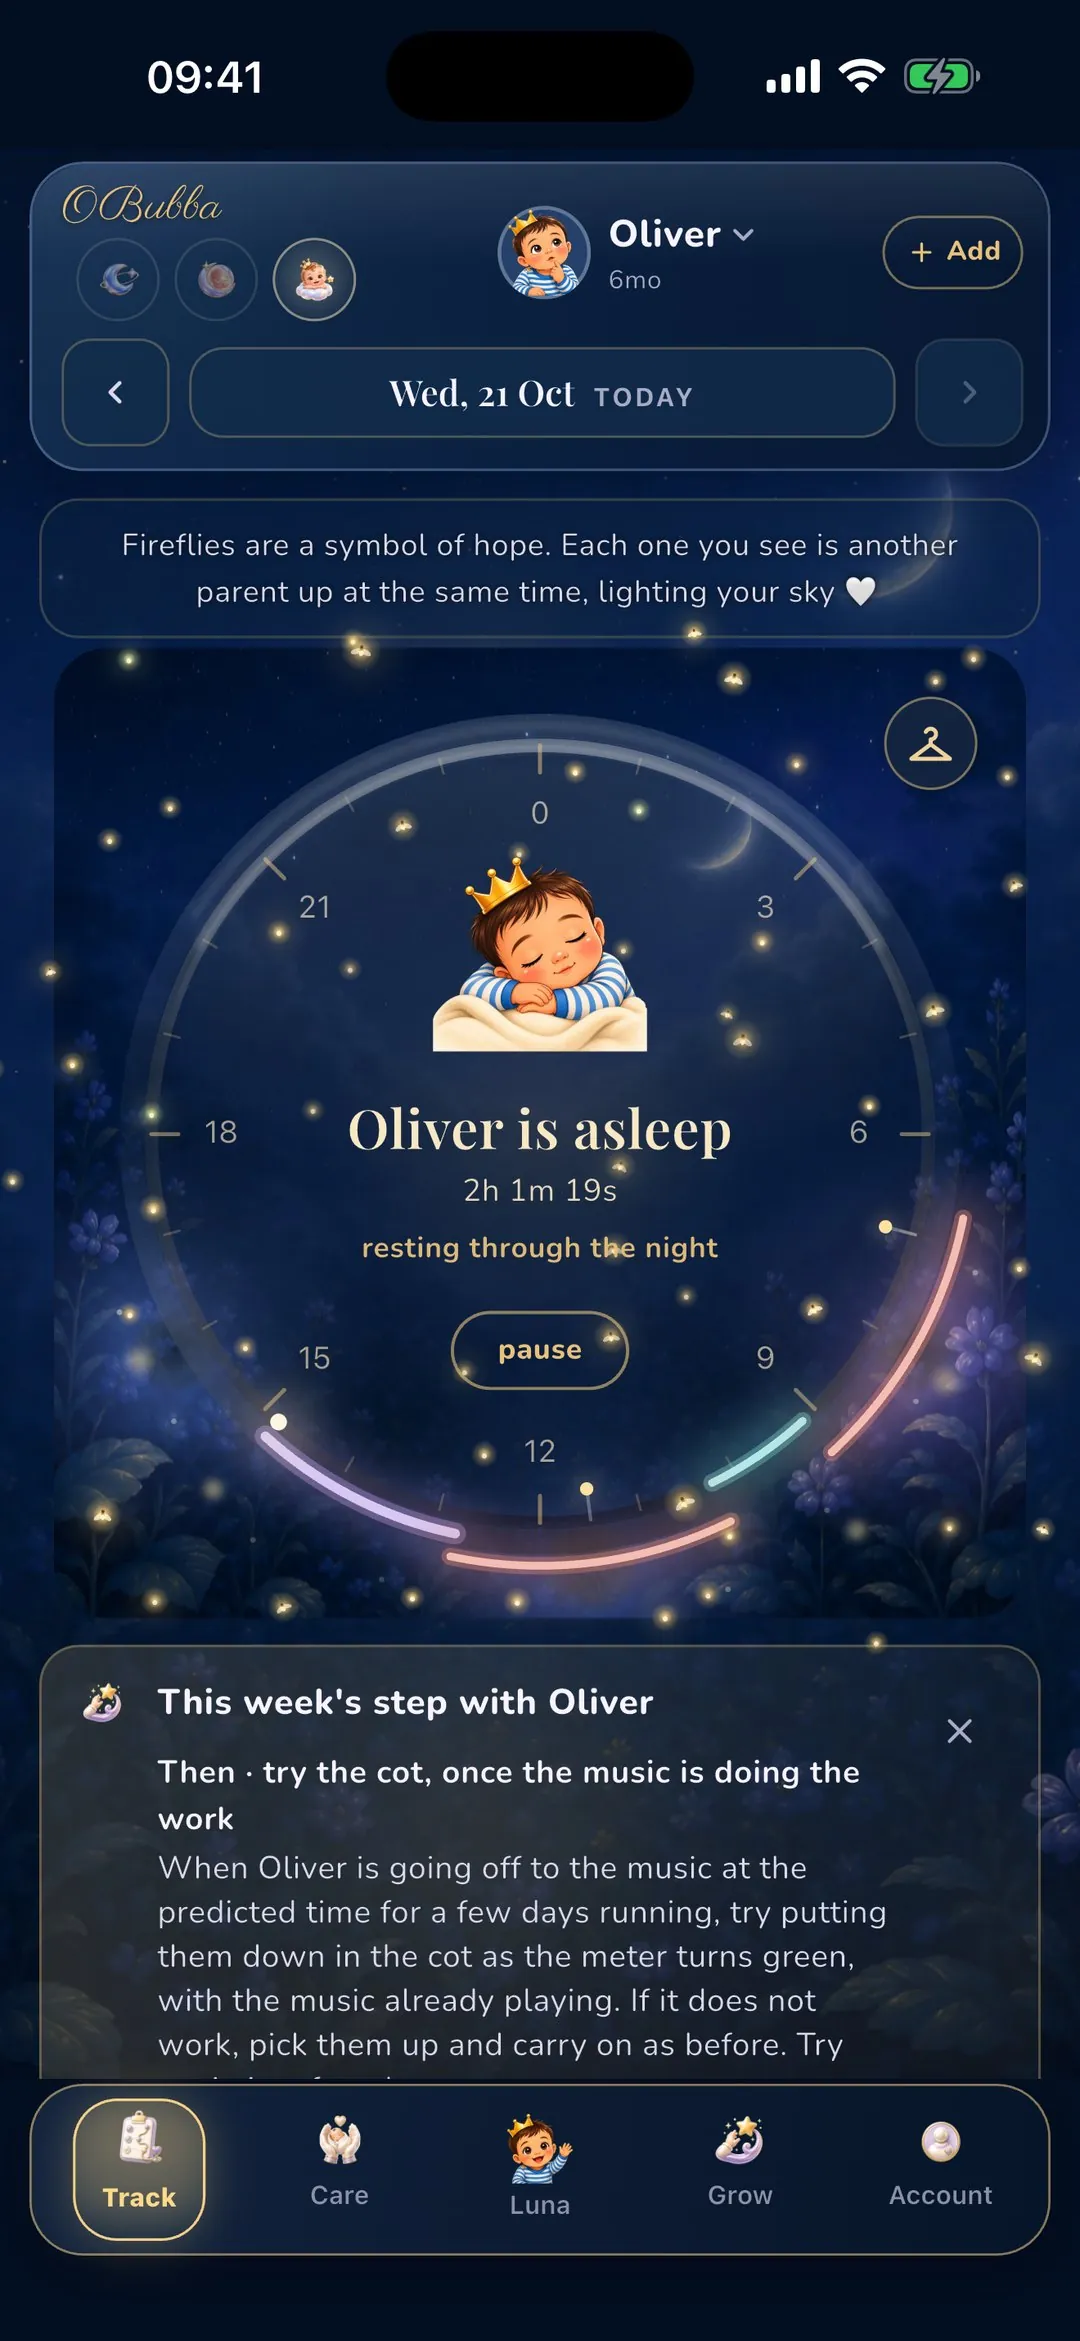 09:41
OBubba
Oliver
6mo
+ Add
Wed, 21 Oct TODAY
Fireflies are a symbol of hope. Each one you see is another
parent up at the same time, lighting your sky 🤍
0
21
3
18
6
Oliver is asleep
2h 1m 19s
resting through the night
15
pause
9
12
This week's step with Oliver
Then · try the cot, once the music is doing the
work
When Oliver is going off to the music at the
predicted time for a few days running, try putting
them down in the cot as the meter turns green,
with the music already playing. If it does not
work, pick them up and carry on as before. Try
Track
Care
Luna
Grow
Account